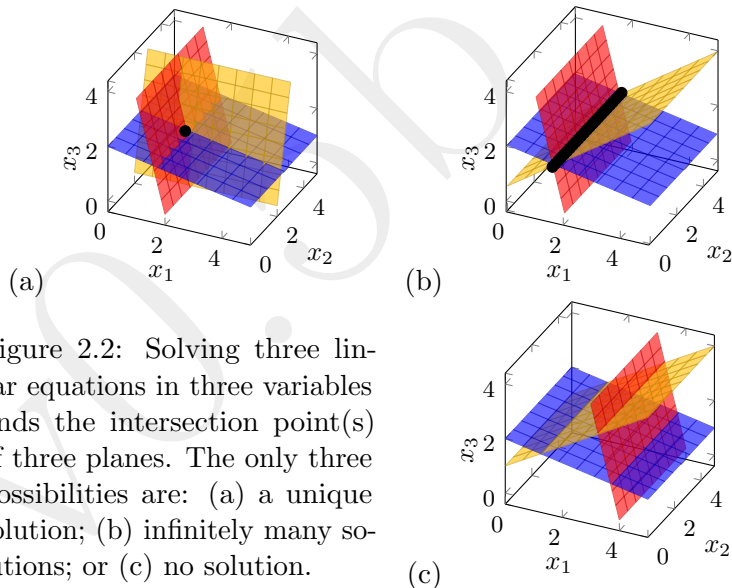 4
2
0
x3
0
2
4
x1
0
2
4
x2
(a)
4
2
0
x3
0
2
4
x1
0
2
4
x2
(b)
igure 2.2: Solving three lin-
ar equations in three variables
nds the intersection point(s)
f three planes. The only three
ossibilities are: (a) a unique
olution; (b) infinitely many so-
utions; or (c) no solution.
4
2
0
x3
0
2
4
x1
0
2
4
x2
(c)
v0.3b